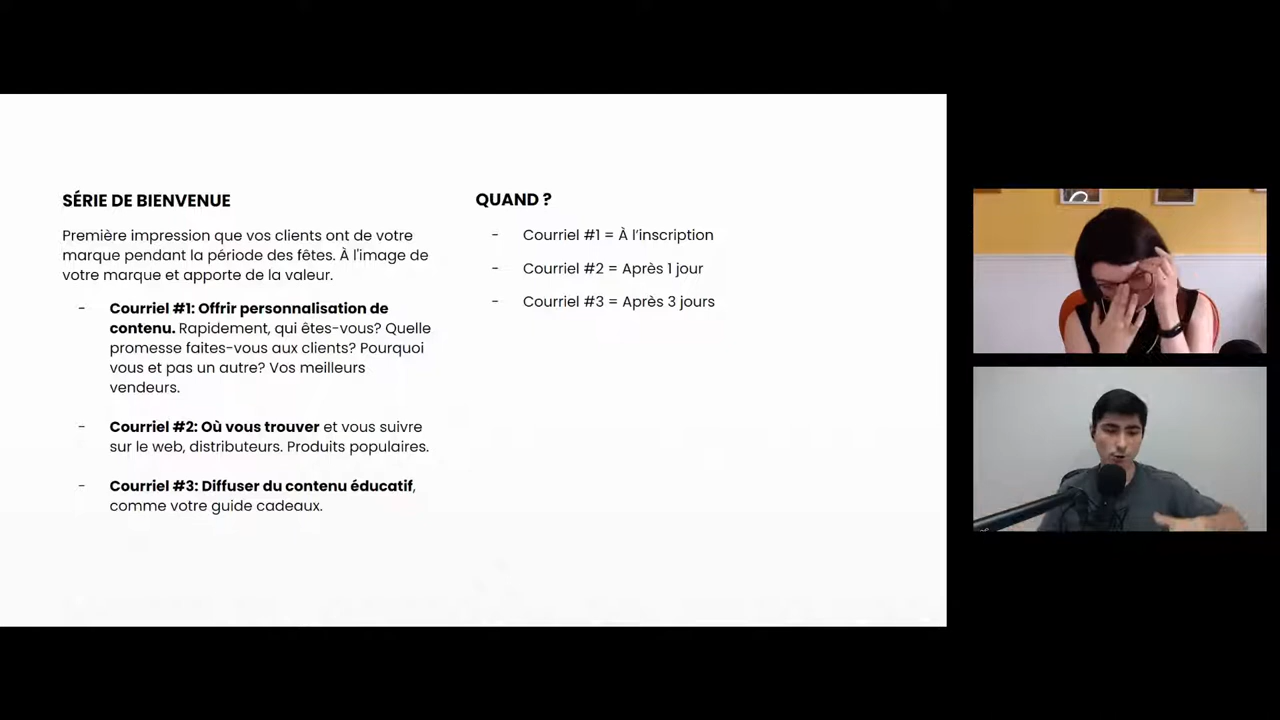 SÉRIE DE BIENVENUE
Première impression que vos clients ont de votre
marque pendant la période des fêtes. À l'image de
votre marque et apporte de la valeur.
- Courriel #1: Offrir personnalisation de
contenu. Rapidement, qui êtes-vous? Quelle
promesse faites-vous aux clients? Pourquoi
vous et pas un autre? Vos meilleurs
vendeurs.
- Courriel #2: Où vous trouver et vous suivre
sur le web, distributeurs. Produits populaires.
- Courriel #3: Diffuser du contenu éducatif,
comme votre guide cadeaux.
QUAND ?
- Courriel #1 = À l'inscription
- Courriel #2 = Après 1 jour
- Courriel #3 = Après 3 jours